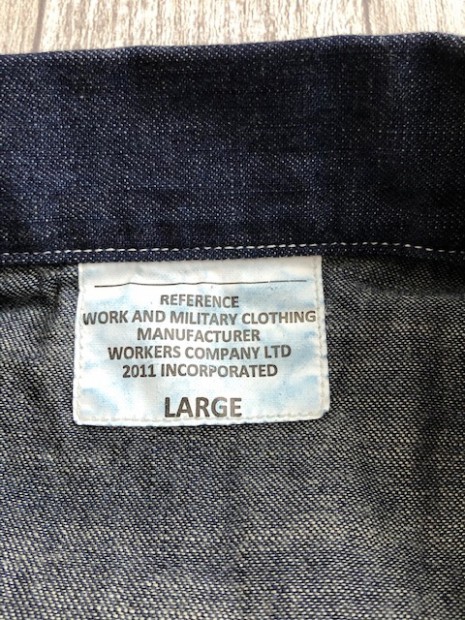 REFERENCE
WORK AND MILITARY CLOTHING
MANUFACTURER
WORKERS COMPANY LTD
2011 INCORPORATED
LARGE